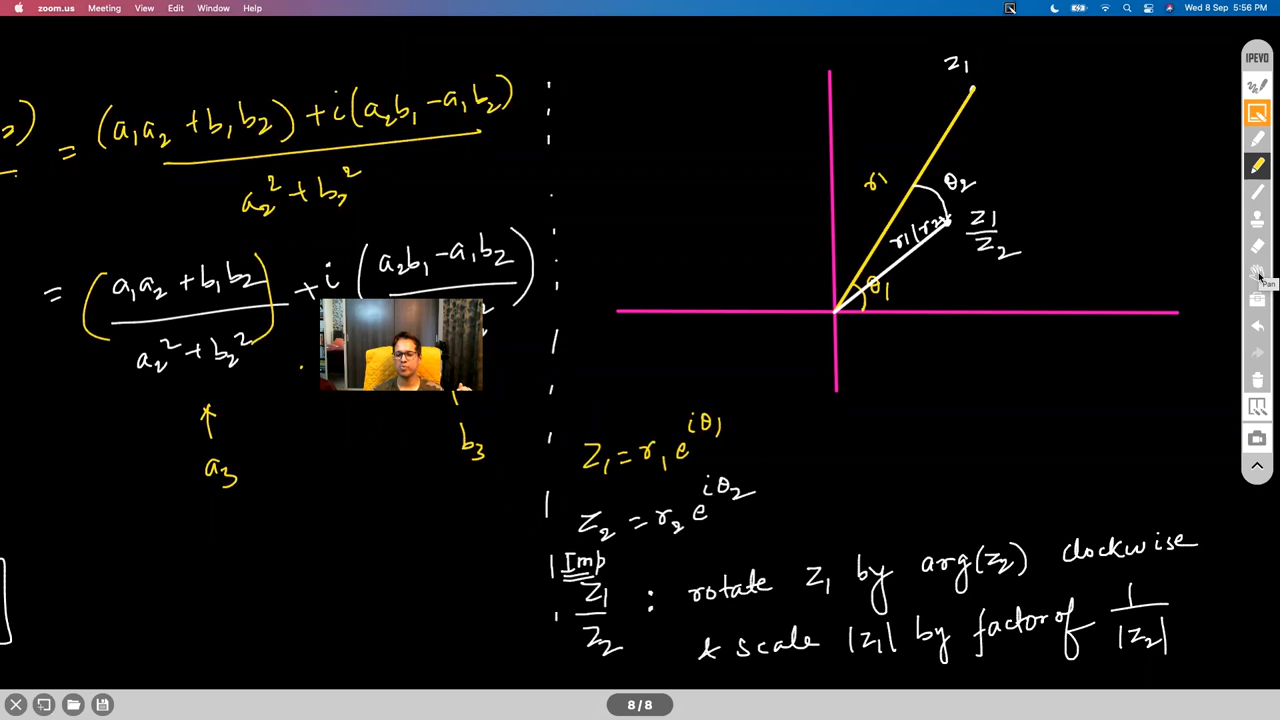 zoom.us Meeting View Edit Window Help Wed 8 Sep 5:56 PM
IPEVO
= (a₁a₂ + b₁b₂) + i(a₂b₁ - a₁b₂)
a₂² + b₂²
= (a₁a₂ + b₁b₂) + i (a₂b₁ - a₁b₂)
a₂² + b₂²
a₃
b₃
z₁
r₁
θ₂
r₁/r₂
z₁
z₂
θ₁
Pan
z₁ = r₁ e^iθ₁
z₂ = r₂ e^iθ₂
Imp
z₁
z₂
: rotate z₁ by arg(z₂) clockwise
& scale |z₁| by factor of 1
|z₂|
8/8